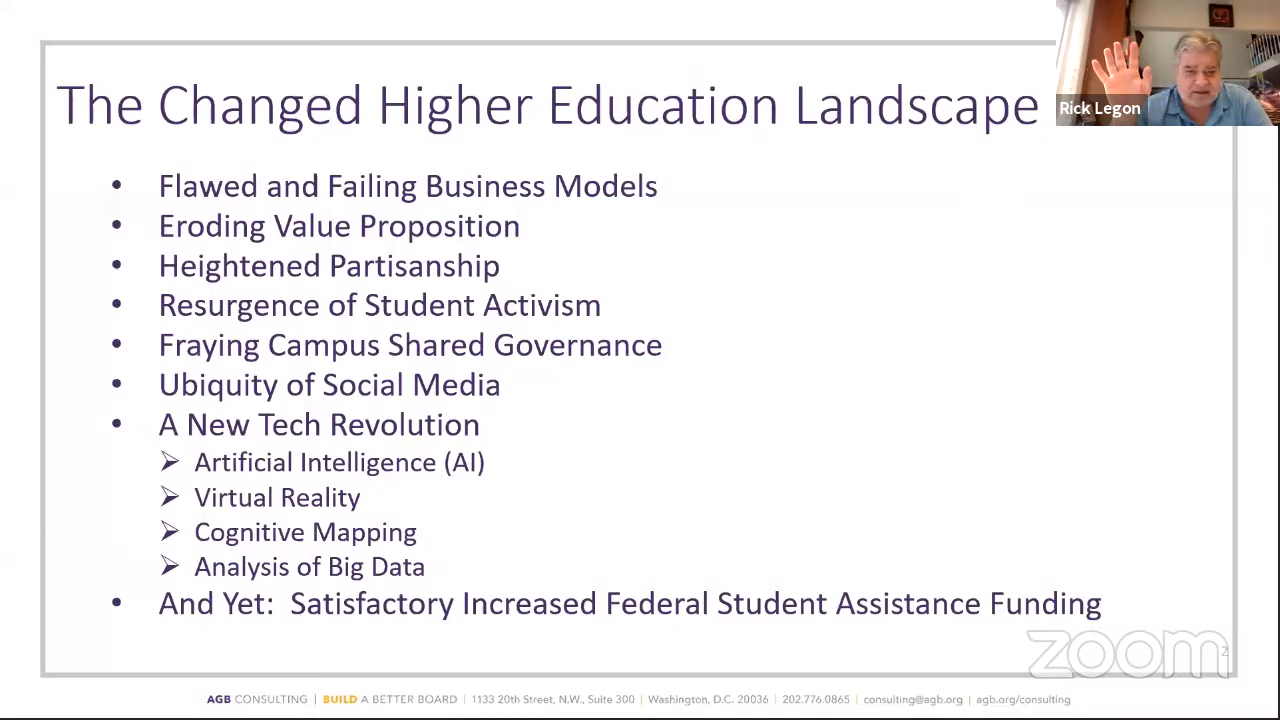 The Changed Higher Education Landscape
Rick Legon
• Flawed and Failing Business Models
• Eroding Value Proposition
• Heightened Partisanship
• Resurgence of Student Activism
• Fraying Campus Shared Governance
• Ubiquity of Social Media
• A New Tech Revolution
➢ Artificial Intelligence (AI)
➢ Virtual Reality
➢ Cognitive Mapping
➢ Analysis of Big Data
• And Yet: Satisfactory Increased Federal Student Assistance Funding
zoom
2
AGB CONSULTING | BUILD A BETTER BOARD | 1133 20th Street, N.W., Suite 300 | Washington, D.C. 20036 | 202.776.0865 | consulting@agb.org | agb.org/consulting